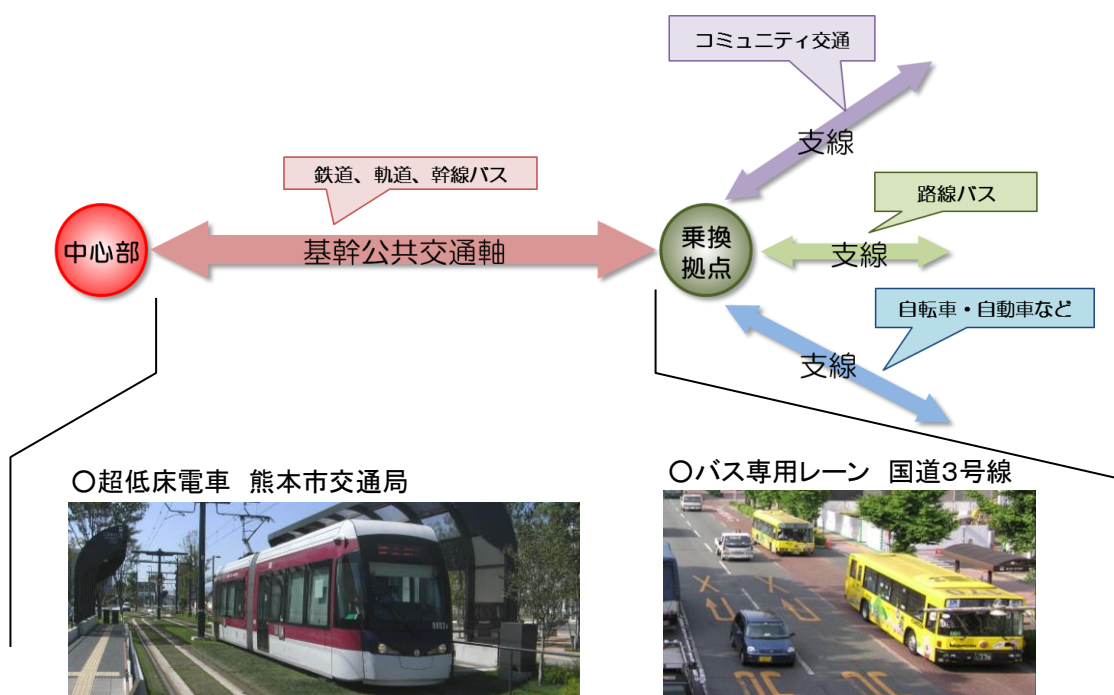 コミュニティ交通
支線
鉄道、軌道、幹線バス
路線バス
中心部
基幹公共交通軸
乗換
拠点
支線
自転車・自動車など
支線
〇超低床電車 熊本市交通局
〇バス専用レーン 国道3号線